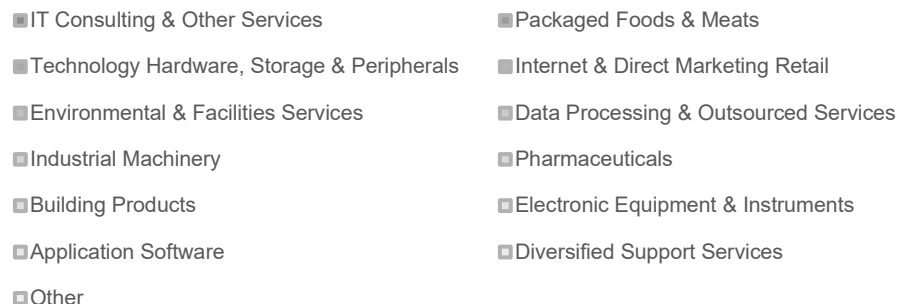 IT Consulting & Other Services
Packaged Foods & Meats
Technology Hardware, Storage & Peripherals
Internet & Direct Marketing Retail
Environmental & Facilities Services
Data Processing & Outsourced Services
Industrial Machinery
Pharmaceuticals
Building Products
Electronic Equipment & Instruments
Application Software
Diversified Support Services
Other